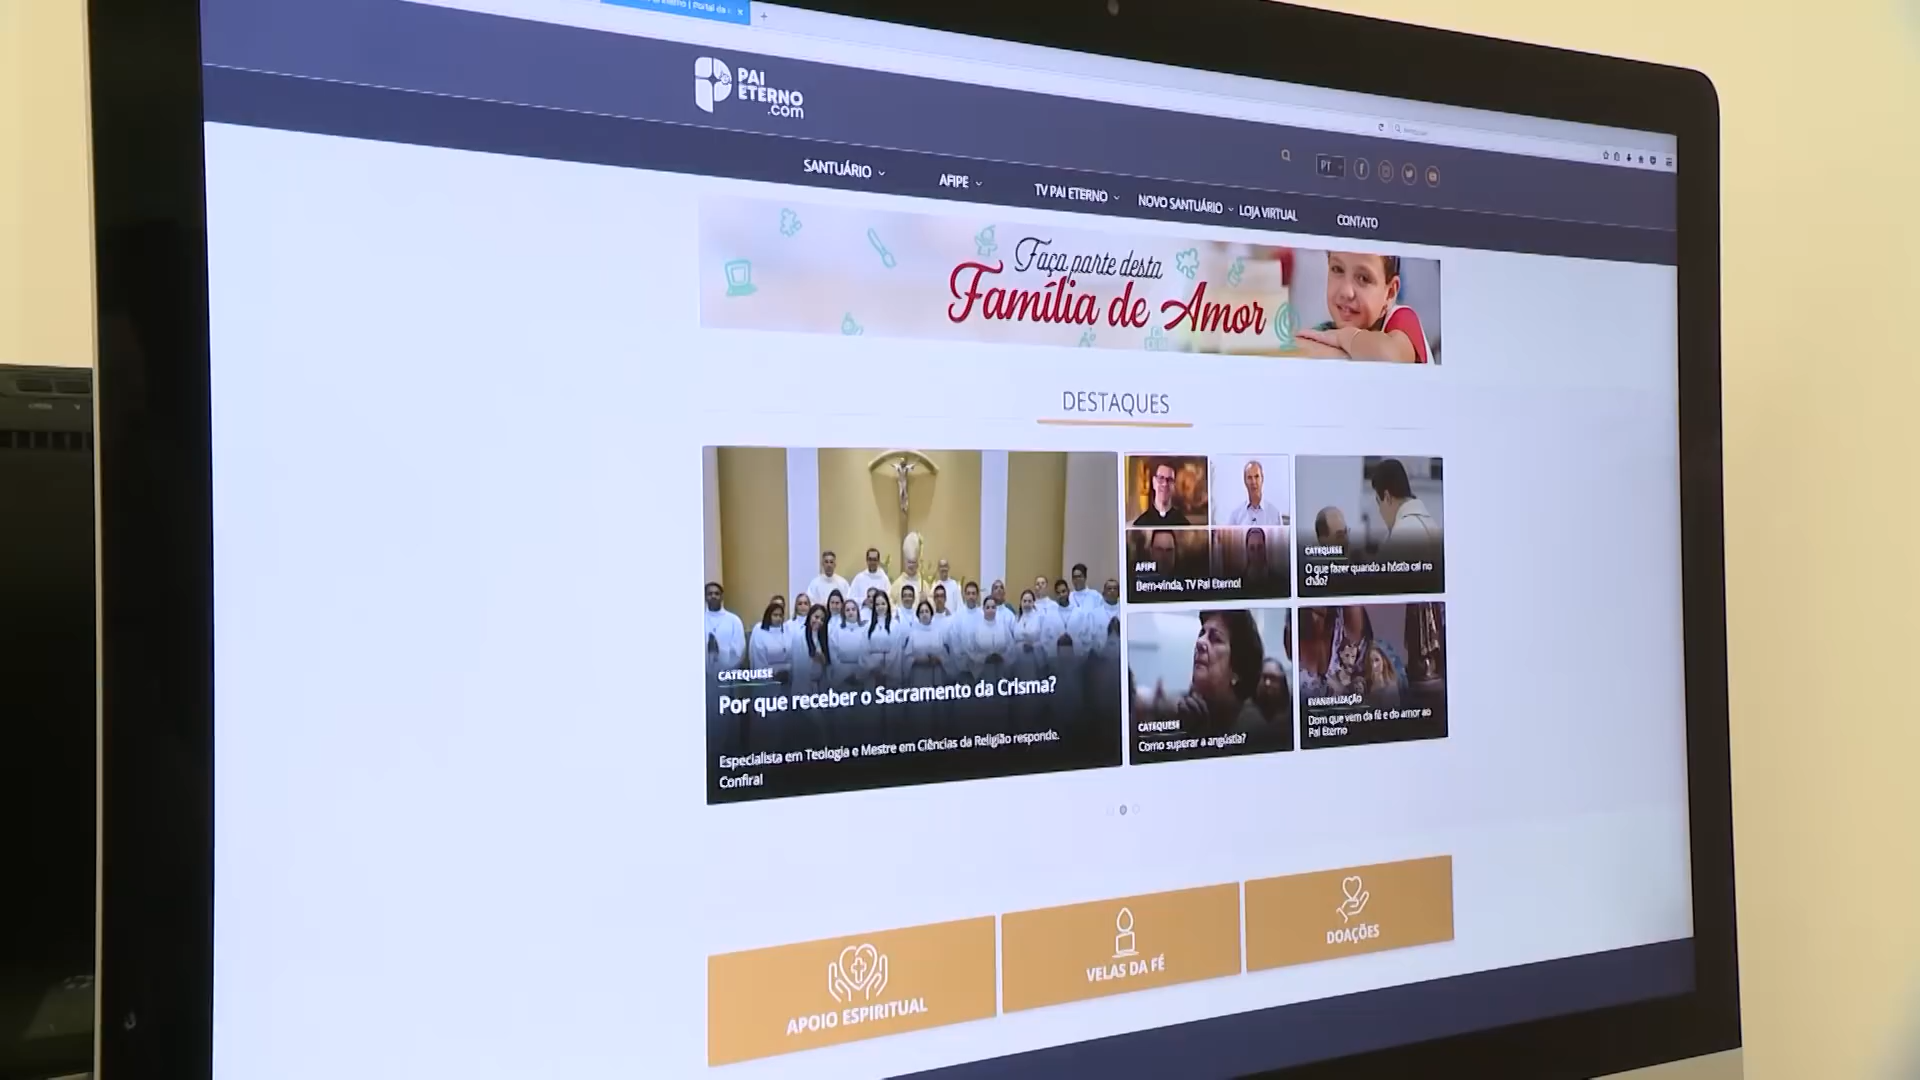 PAI
ETERNO
.com
PT
SANTUÁRIO
AFIPE
TV PAI ETERNO
NOVO SANTUÁRIO
LOJA VIRTUAL
CONTATO
Faça parte desta
Família de Amor
DESTAQUES
CATEQUESE
Por que receber o Sacramento da Crisma?
Especialista em Teologia e Mestre em Ciências da Religião responde.
Confira!
AFIPE
Bem-vinda, TV Pai Eterno!
CATEQUESE
O que fazer quando a hóstia cai no
chão?
CATEQUESE
Como superar a angústia?
EVANGELIZAÇÃO
Dom que vem da fé e do amor ao
Pai Eterno
APOIO ESPIRITUAL
VELAS DA FÉ
DOAÇÕES